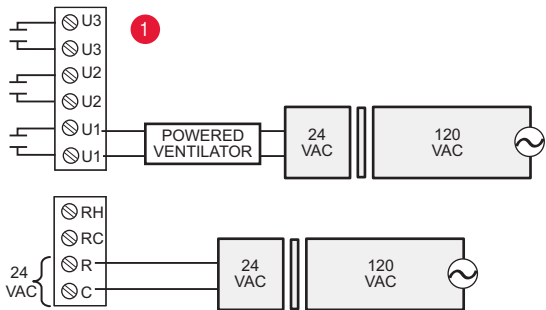 U3
1
U3
U2
U2
U1
U1
POWERED
VENTILATOR
24
VAC
120
VAC
RH
RC
R
C
24
VAC
24
VAC
120
VAC